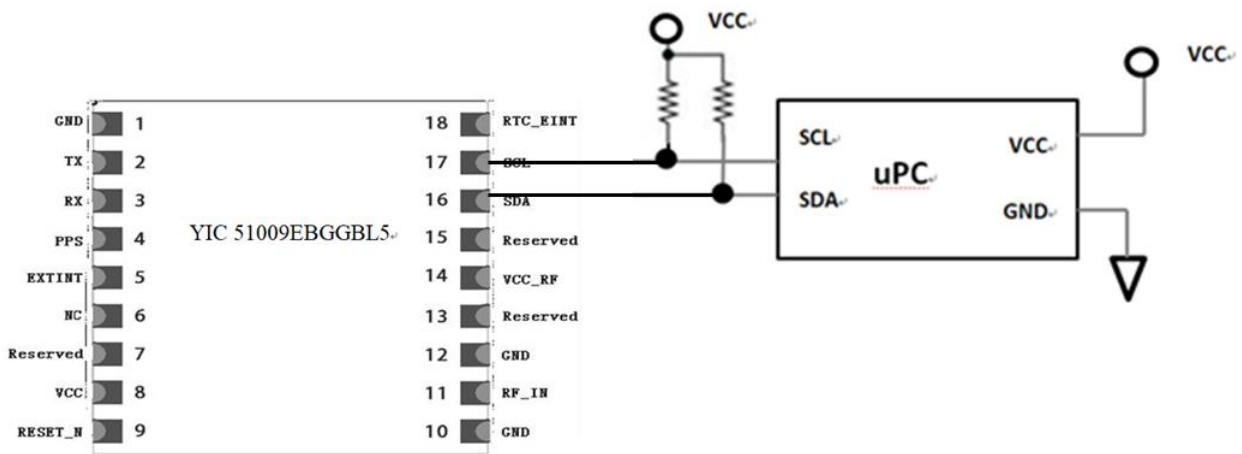 VCC
VCC
GND 1
TX 2
RX 3
PPS 4
EXTINT 5
NC 6
Reserved 7
VCC 8
RESET_N 9
YIC 51009EBGGBL5
18 RTC_EINT
17 SCL
16 SDA
15 Reserved
14 VCC_RF
13 Reserved
12 GND
11 RF_IN
10 GND
SCL
SDA
uPC
VCC
GND